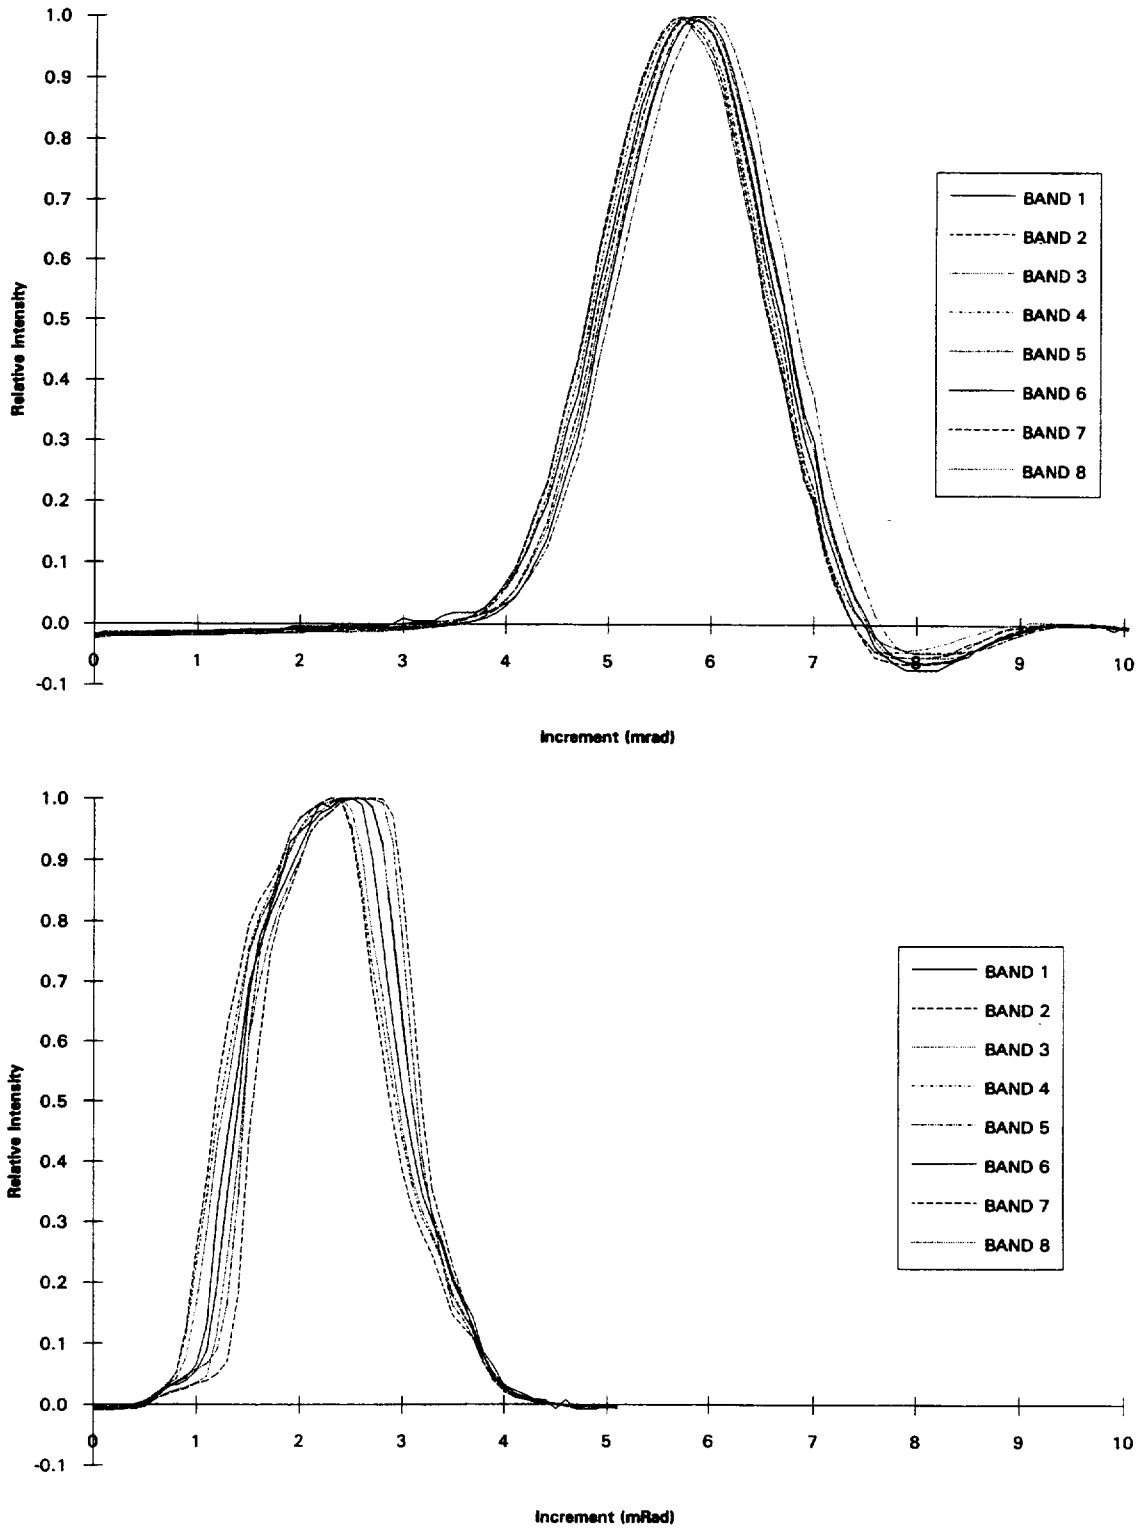 1.0
0.9
0.8
0.7
0.6
0.5
0.4
0.3
0.2
0.1
0.0
-0.1
Relative Intensity
0 1 2 3 4 5 6 7 8 9 10
Increment (mrad)
BAND 1
BAND 2
BAND 3
BAND 4
BAND 5
BAND 6
BAND 7
BAND 8
1.0
0.9
0.8
0.7
0.6
0.5
0.4
0.3
0.2
0.1
0.0
-0.1
Relative Intensity
0 1 2 3 4 5 6 7 8 9 10
Increment (mRad)
BAND 1
BAND 2
BAND 3
BAND 4
BAND 5
BAND 6
BAND 7
BAND 8